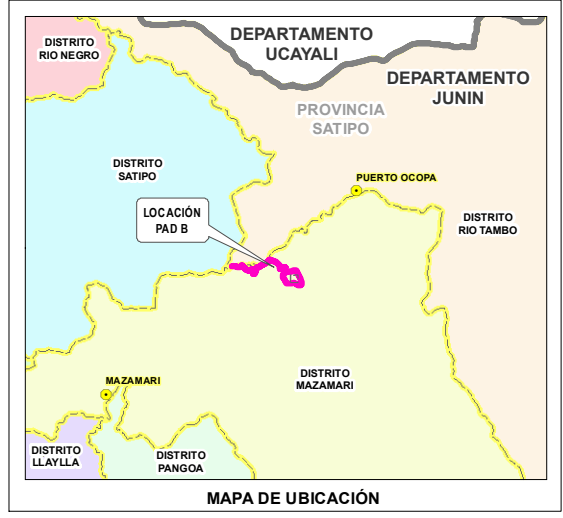 DEPARTAMENTO
UCAYALI
DISTRITO
RIO NEGRO
DEPARTAMENTO
JUNIN
PROVINCIA
SATIPO
DISTRITO
SATIPO
PUERTO OCOPA
LOCACIÓN
PAD B
DISTRITO
RIO TAMBO
DISTRITO
MAZAMARI
MAZAMARI
DISTRITO
LLAYLLA
DISTRITO
PANGOA
MAPA DE UBICACIÓN